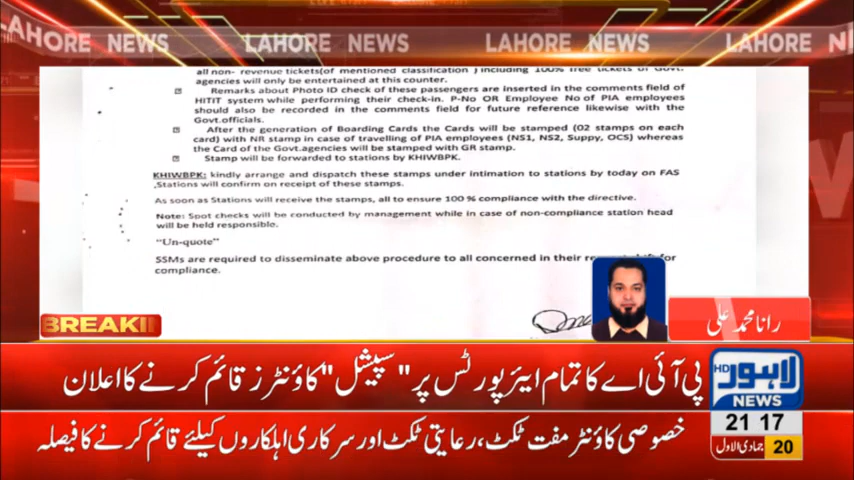 LAHORE NEWS LAHORE NEWS LAHORE NEWS LAHORE N
all non- revenue tickets(of mentioned classification ) including 100% free tickets of Govt.
agencies will only be entertained at this counter.
Remarks about Photo ID check of these passengers are inserted in the comments field of
HITIT system while performing their check-in. P-No OR Employee No of PIA employees
should also be recorded in the comments field for future reference likewise with the
Govt.officials.
After the generation of Boarding Cards the Cards will be stamped (02 stamps on each
card) with NR stamp in case of travelling of PIA employees (NS1, NS2, Suppy, OCS) whereas
the Card of the Govt.agencies will be stamped with GR stamp.
Stamp will be forwarded to stations by KHIWBPK.
KHIWBPK: kindly arrange and dispatch these stamps under intimation to stations by today on FAS
,Stations will confirm on receipt of these stamps.
As soon as Stations will receive the stamps, all to ensure 100 % compliance with the directive.
Note: Spot checks will be conducted by management while in case of non-compliance station head
will be held responsible.
"Un-quote"
SSMs are required to disseminate above procedure to all concerned in their for
compliance.
رانا محمد علی
BREAKIN
پی آئی اے کا تمام ایئرپورٹس پر "سپیشل" کاؤنٹرز قائم کرنے کا اعلان
خصوصی کاؤنٹر مفت ٹکٹ، رعایتی ٹکٹ اور سرکاری اہلکاروں کیلئے قائم کرنے کا فیصلہ
HD لاہور
NEWS
21 17
جمادی الاول 20